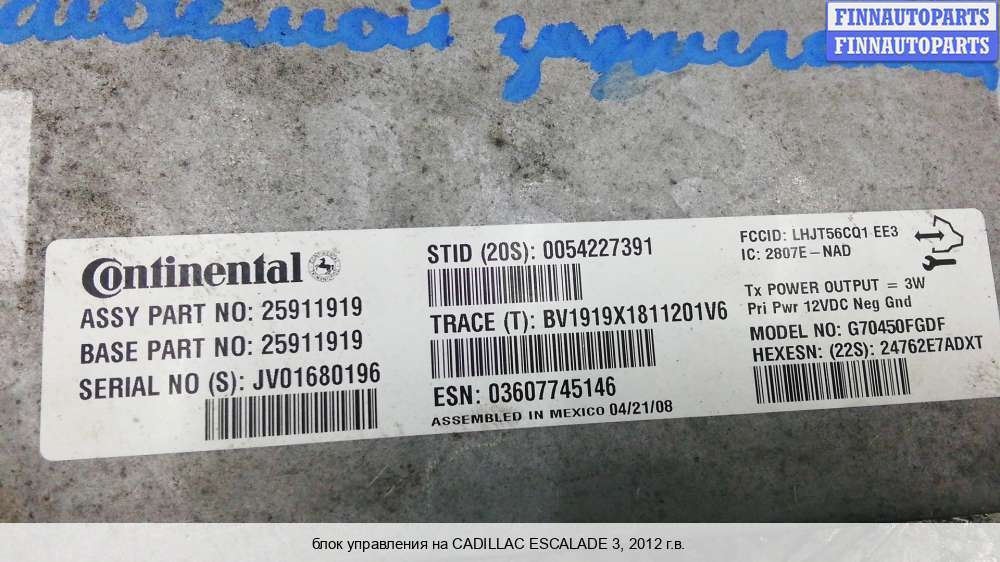 FINNAUTOPARTS
FINNAUTOPARTS
Continental
ASSY PART NO: 25911919
BASE PART NO: 25911919
SERIAL NO (S): JV01680196
STID (20S): 0054227391
TRACE (T): BV1919X1811201V6
ESN: 03607745146
ASSEMBLED IN MEXICO 04/21/08
FCCID: LHJT56CQ1 EE3
IC: 2807E-NAD
Tx POWER OUTPUT = 3W
Pri Pwr 12VDC Neg Gnd
MODEL NO: G70450FGDF
HEXESN: (22S): 24762E7ADXT
блок управления на CADILLAC ESCALADE 3, 2012 г.в.